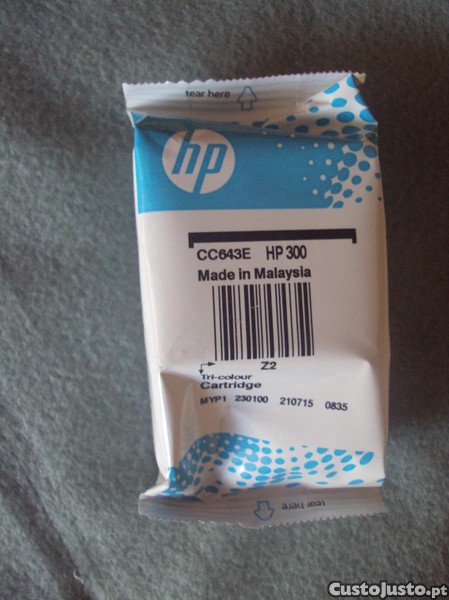 tear here
hp
CC643E HP 300
Made in Malaysia
Z2
Tri-colour
Cartridge
MYP1 230100 210715 0835
tear here
CustoJusto.pt